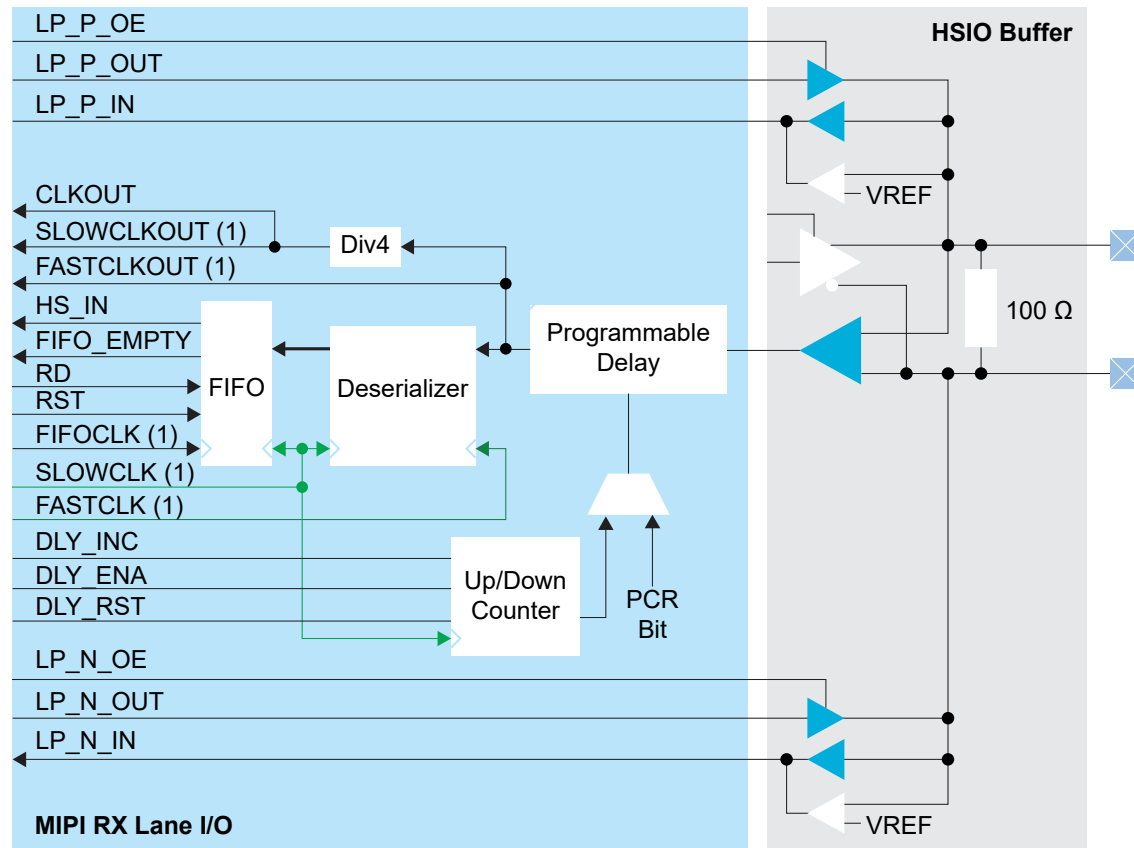 LP_P_OE
HSIO Buffer
LP_P_OUT
LP_P_IN
VREF
CLKOUT
SLOWCLKOUT (1)
Div4
FASTCLKOUT (1)
HS_IN
100 Ω
Programmable
Delay
FIFO_EMPTY
RD
FIFO
Deserializer
RST
FIFOCLK (1)
SLOWCLK (1)
FASTCLK (1)
DLY_INC
DLY_ENA
DLY_RST
Up/Down
Counter
PCR
Bit
LP_N_OE
LP_N_OUT
LP_N_IN
VREF
MIPI RX Lane I/O